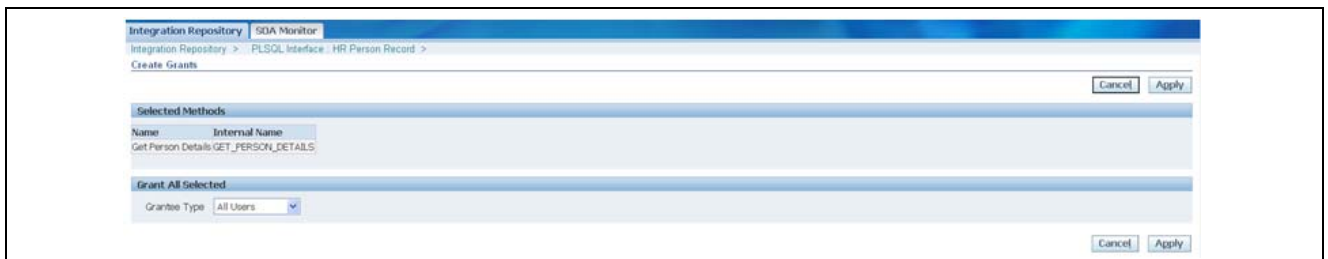 Integration Repository SOA Monitor
Integration Repository > PLSQL Interface : HR Person Record >
Create Grants
Cancel Apply
Selected Methods
Name Internal Name
Get Person Details GET_PERSON_DETAILS
Grant All Selected
Grantee Type All Users
Cancel Apply